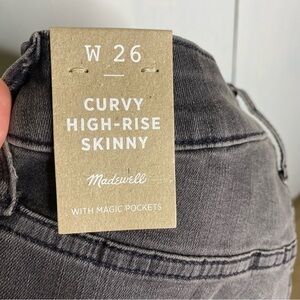 W 26
CURVY
HIGH-RISE
SKINNY
Madewell
WITH MAGIC POCKETS